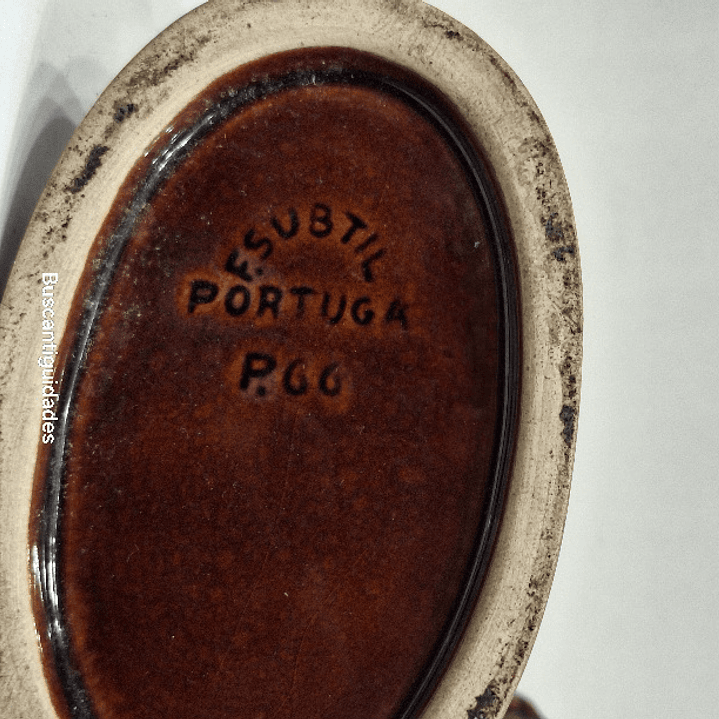 F.SUBTIL
PORTUGA
P.66
Buscantiguidades